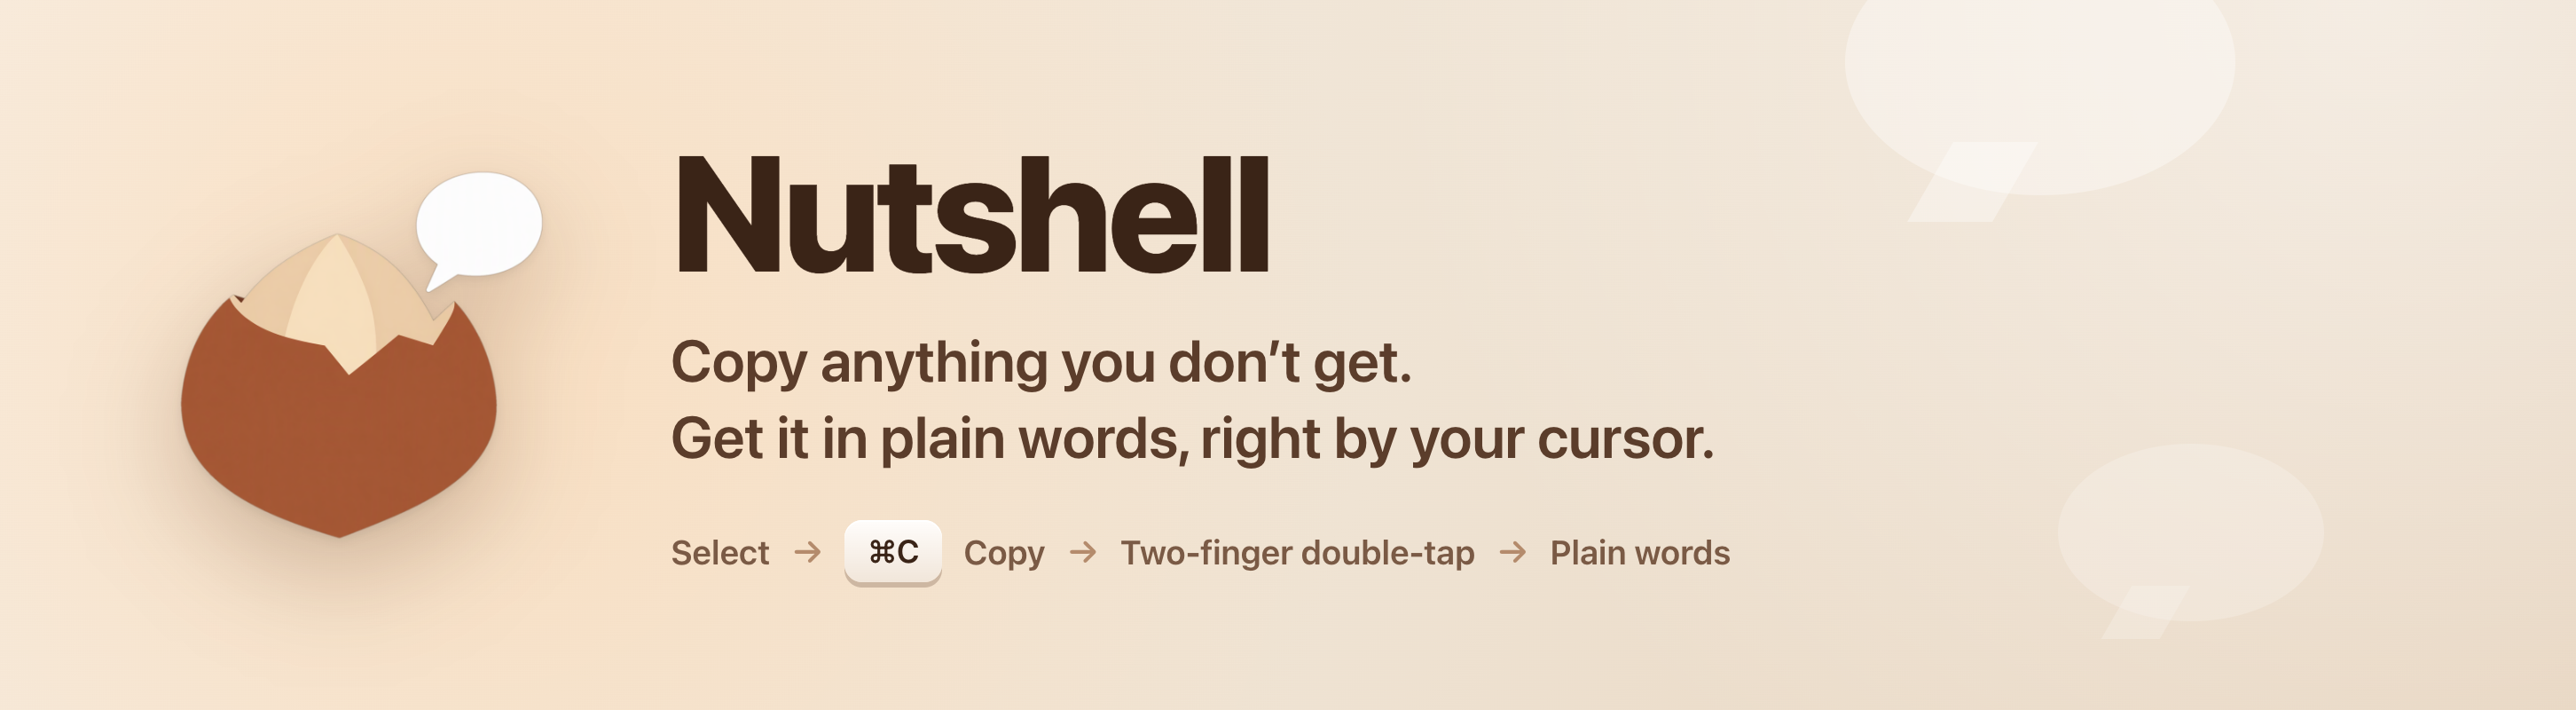 Nutshell
Copy anything you don’t get.
Get it in plain words, right by your cursor.
Select → ⌘C Copy → Two-finger double-tap → Plain words